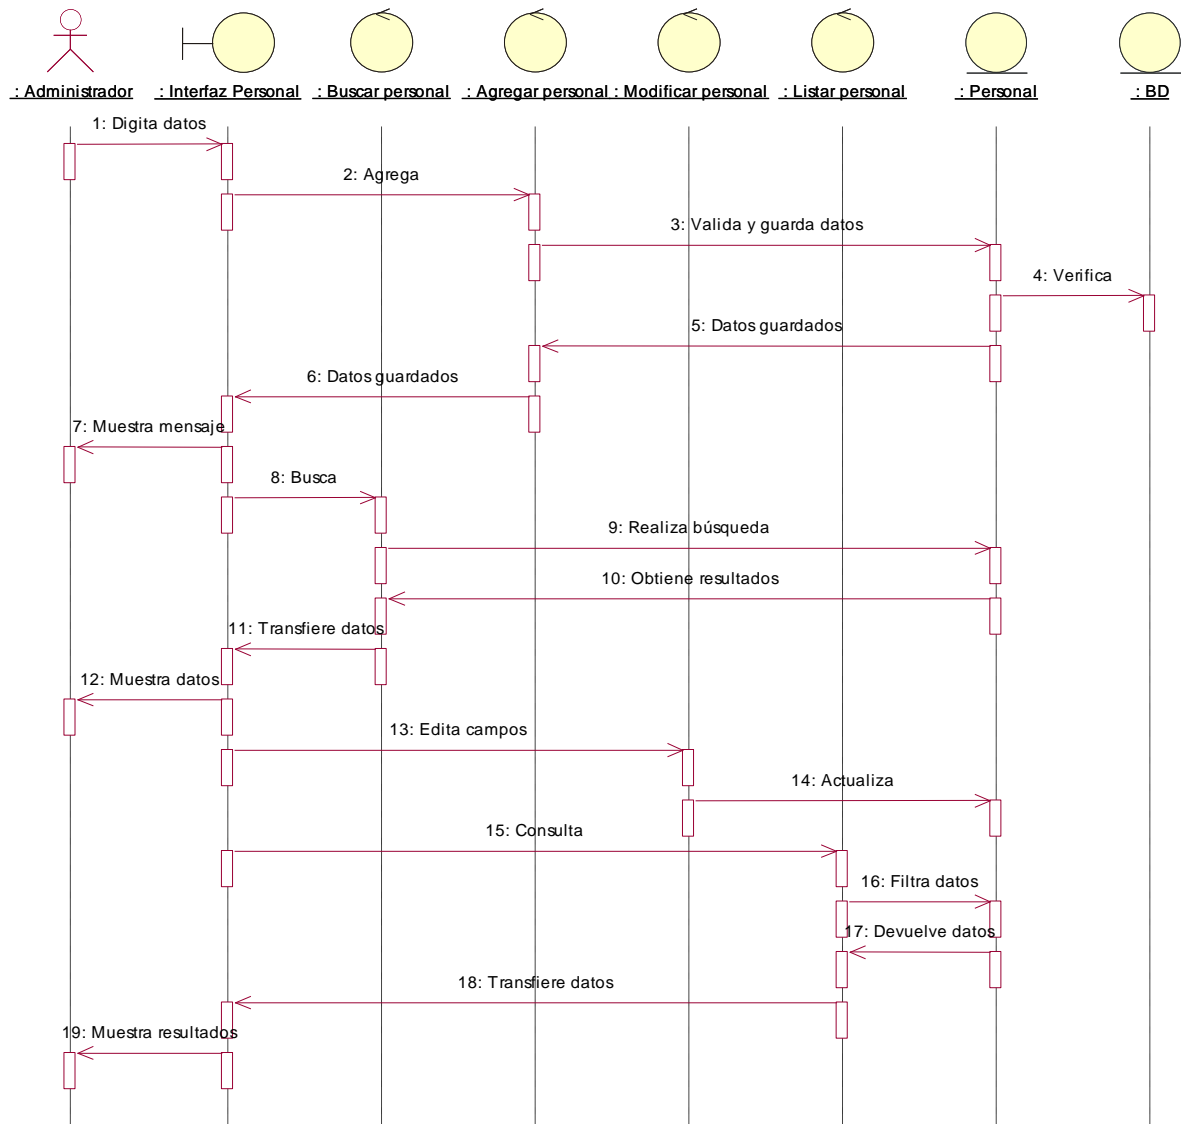 : Administrador
: Interfaz Personal
: Buscar personal
: Agregar personal
: Modificar personal
: Listar personal
: Personal
: BD
1: Digita datos
2: Agrega
3: Valida y guarda datos
4: Verifica
5: Datos guardados
6: Datos guardados
7: Muestra mensaje
8: Busca
9: Realiza búsqueda
10: Obtiene resultados
11: Transfiere datos
12: Muestra datos
13: Edita campos
14: Actualiza
15: Consulta
16: Filtra datos
17: Devuelve datos
18: Transfiere datos
19: Muestra resultados